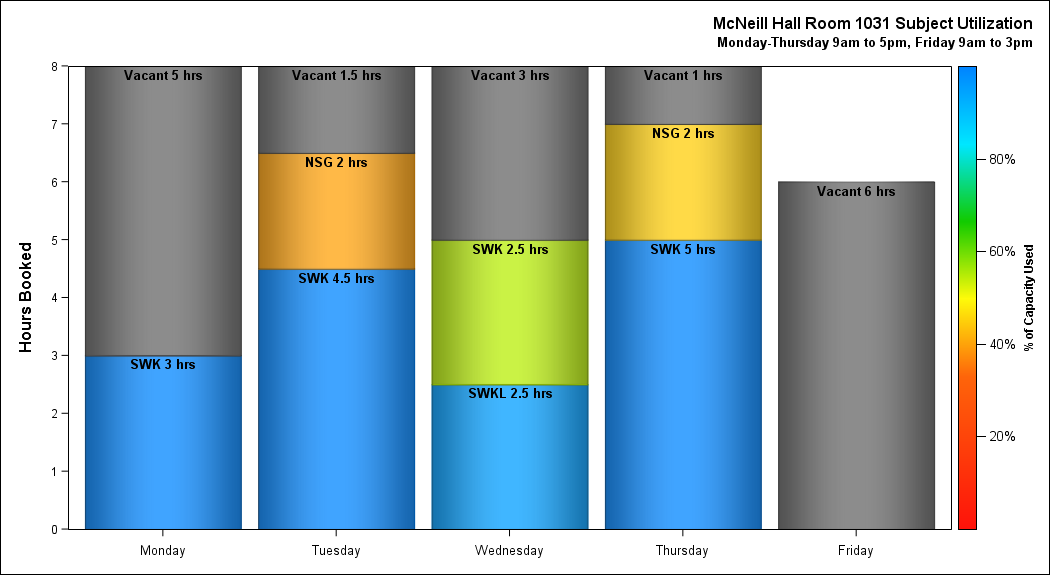 McNeill Hall Room 1031 Subject Utilization
Monday-Thursday 9am to 5pm, Friday 9am to 3pm
Hours Booked
8
7
6
5
4
3
2
1
0
Vacant 5 hrs
SWK 3 hrs
Vacant 1.5 hrs
NSG 2 hrs
SWK 4.5 hrs
Vacant 3 hrs
SWK 2.5 hrs
SWKL 2.5 hrs
Vacant 1 hrs
NSG 2 hrs
SWK 5 hrs
Vacant 6 hrs
Monday
Tuesday
Wednesday
Thursday
Friday
80%
60%
40%
20%
% of Capacity Used